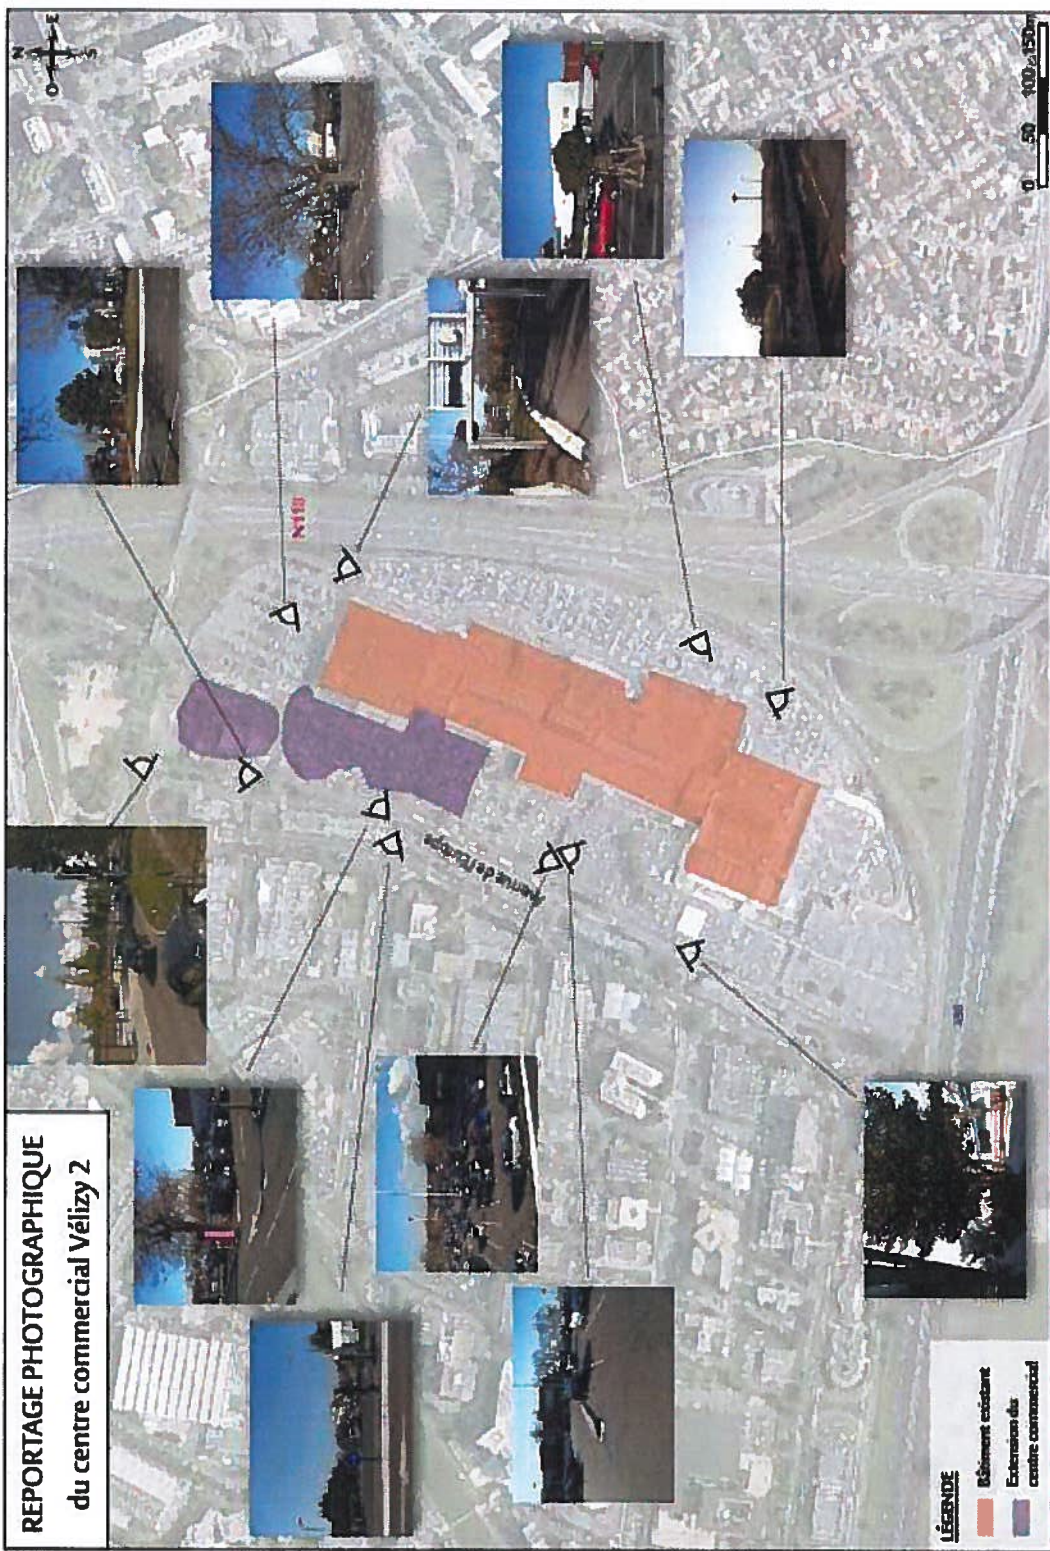 REPORTAGE PHOTOGRAPHIQUE
du centre commercial Vélizy 2
N
O
E
S
N118
Avenue de l'Europe
0 50 100 150m
LÉGENDE
Bâtiment existant
Extension du
centre commercial